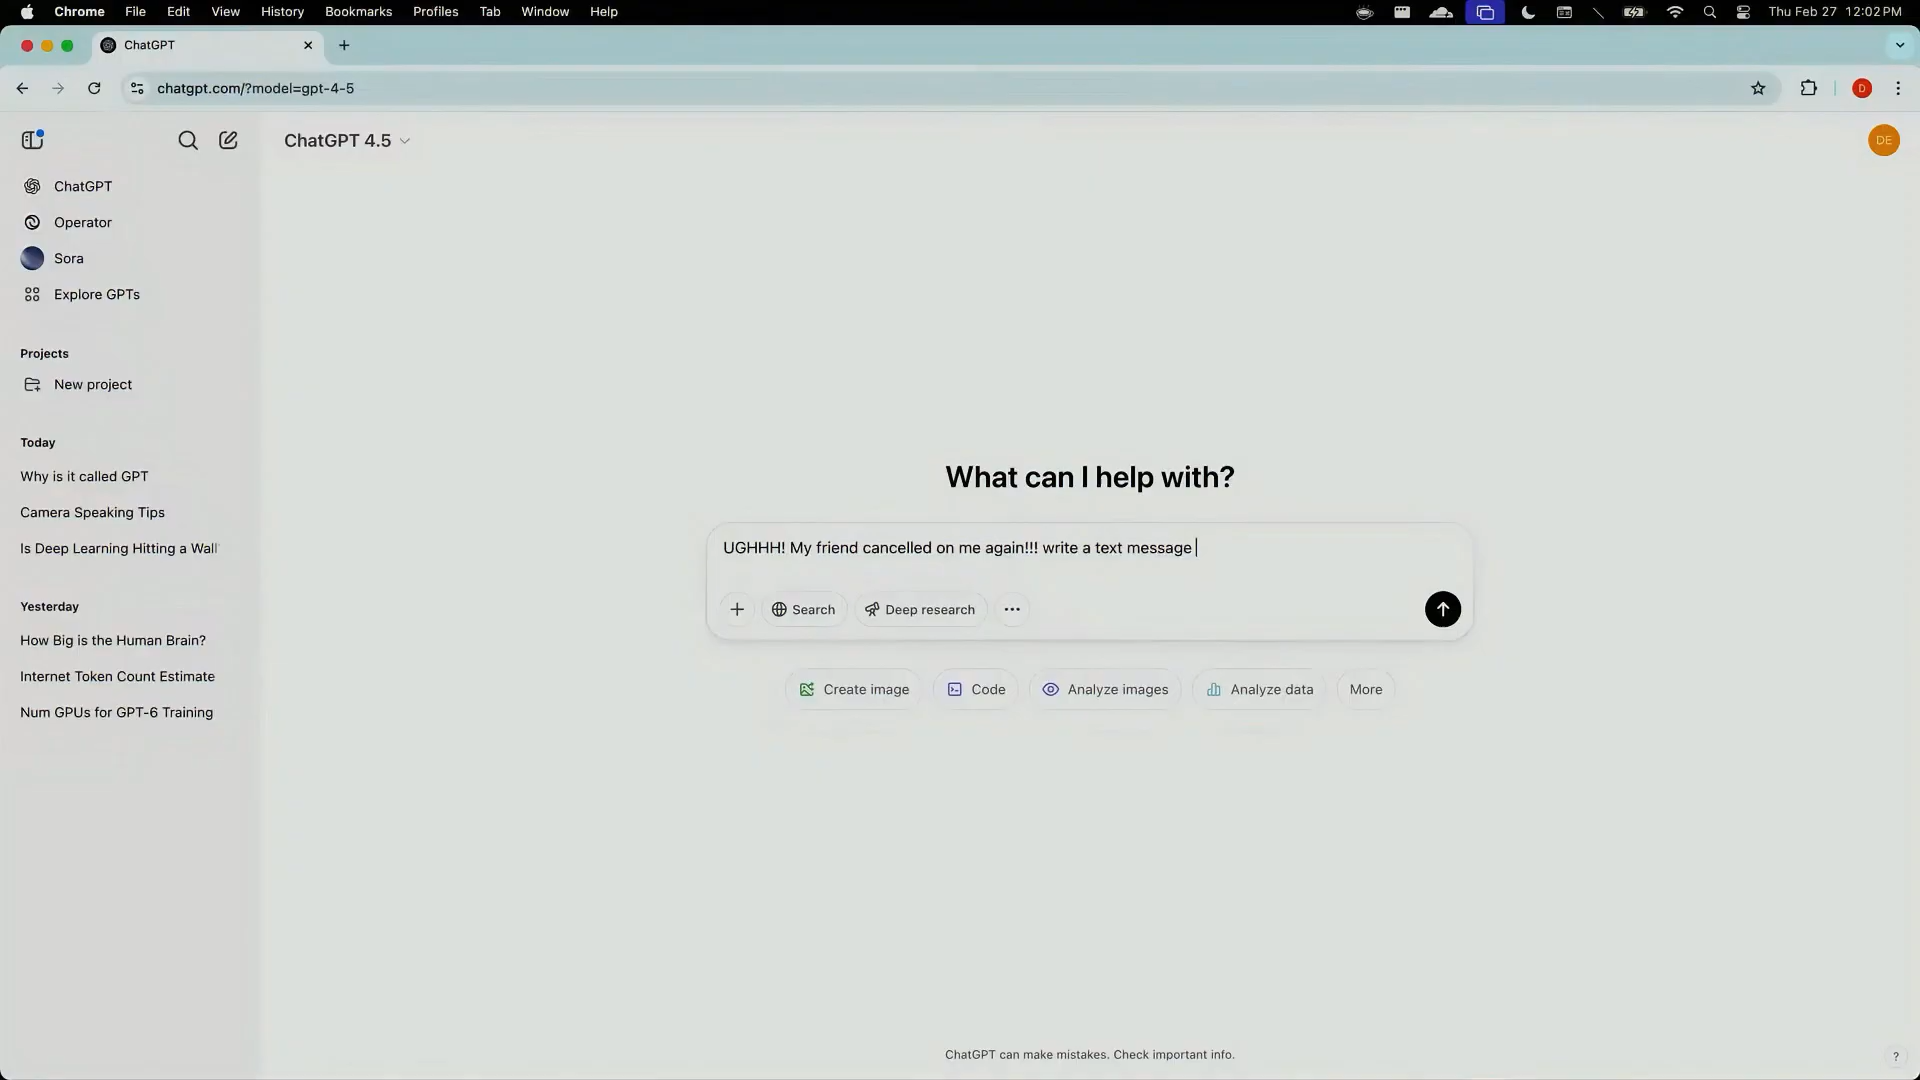 Chrome File Edit View History Bookmarks Profiles Tab Window Help Thu Feb 27 12:02 PM
ChatGPT
chatgpt.com/?model=gpt-4-5
D
ChatGPT 4.5
DE
ChatGPT
Operator
Sora
Explore GPTs
Projects
New project
Today
Why is it called GPT
Camera Speaking Tips
Is Deep Learning Hitting a Wall
Yesterday
How Big is the Human Brain?
Internet Token Count Estimate
Num GPUs for GPT-6 Training
What can I help with?
UGHHH! My friend cancelled on me again!!! write a text message
Search Deep research
Create image Code Analyze images Analyze data More
ChatGPT can make mistakes. Check important info.
?